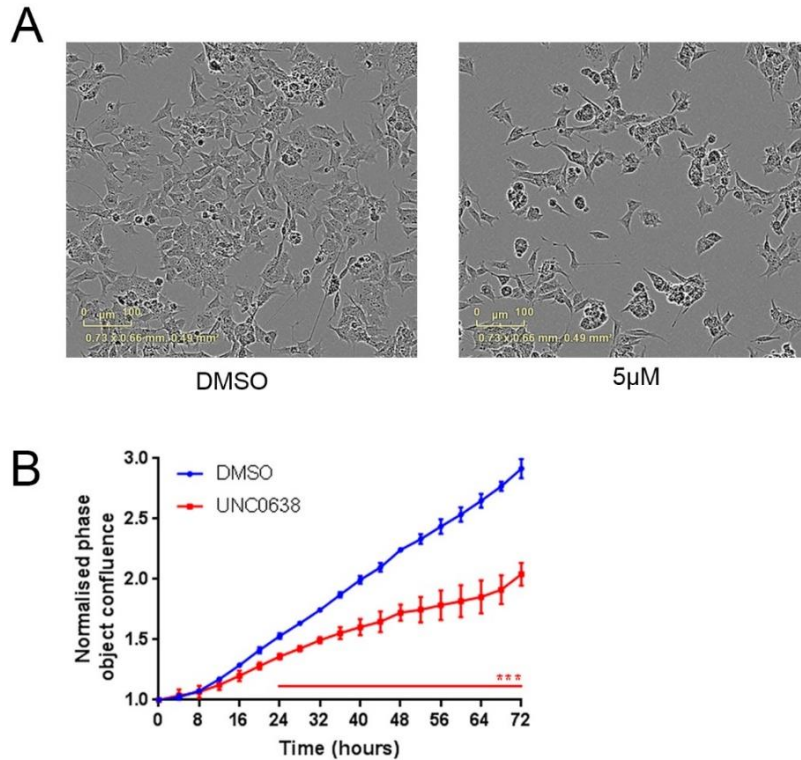 A
0 µm 100
0.73 x 0.66 mm 0.49 mm²
DMSO
0 µm 100
0.73 x 0.66 mm 0.49 mm²
5µM
B
Normalised phase
object confluence
3.0
2.5
2.0
1.5
1.0
DMSO
UNC0638
***
0 8 16 24 32 40 48 56 64 72
Time (hours)